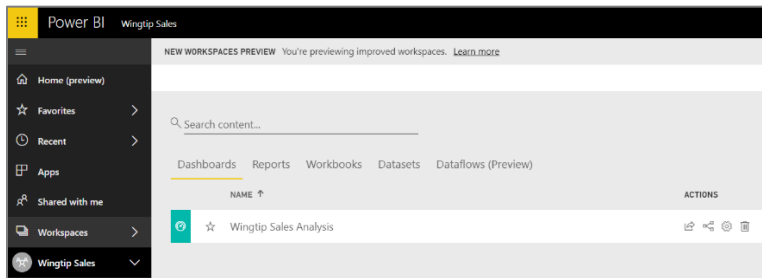 Power BI Wingtip Sales
NEW WORKSPACES PREVIEW You're previewing improved workspaces. Learn more
Home (preview)
Favorites
Recent
Apps
Shared with me
Workspaces
Wingtip Sales
Search content...
Dashboards Reports Workbooks Datasets Dataflows (Preview)
NAME ↑ ACTIONS
Wingtip Sales Analysis